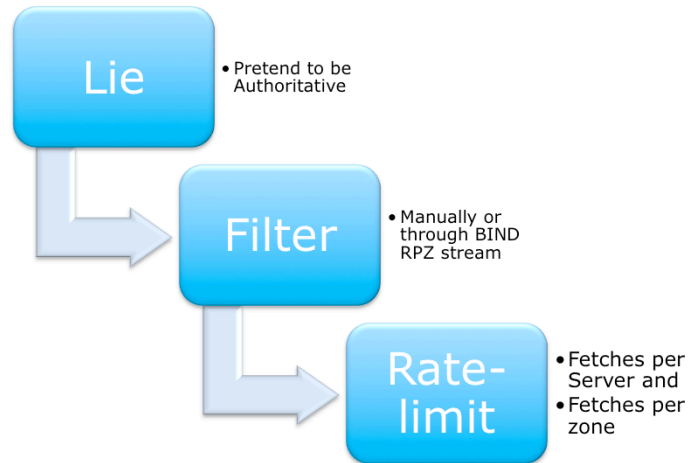 Lie
• Pretend to be
Authoritative
Filter
• Manually or
through BIND
RPZ stream
Rate-
limit
• Fetches per
Server and
• Fetches per
zone